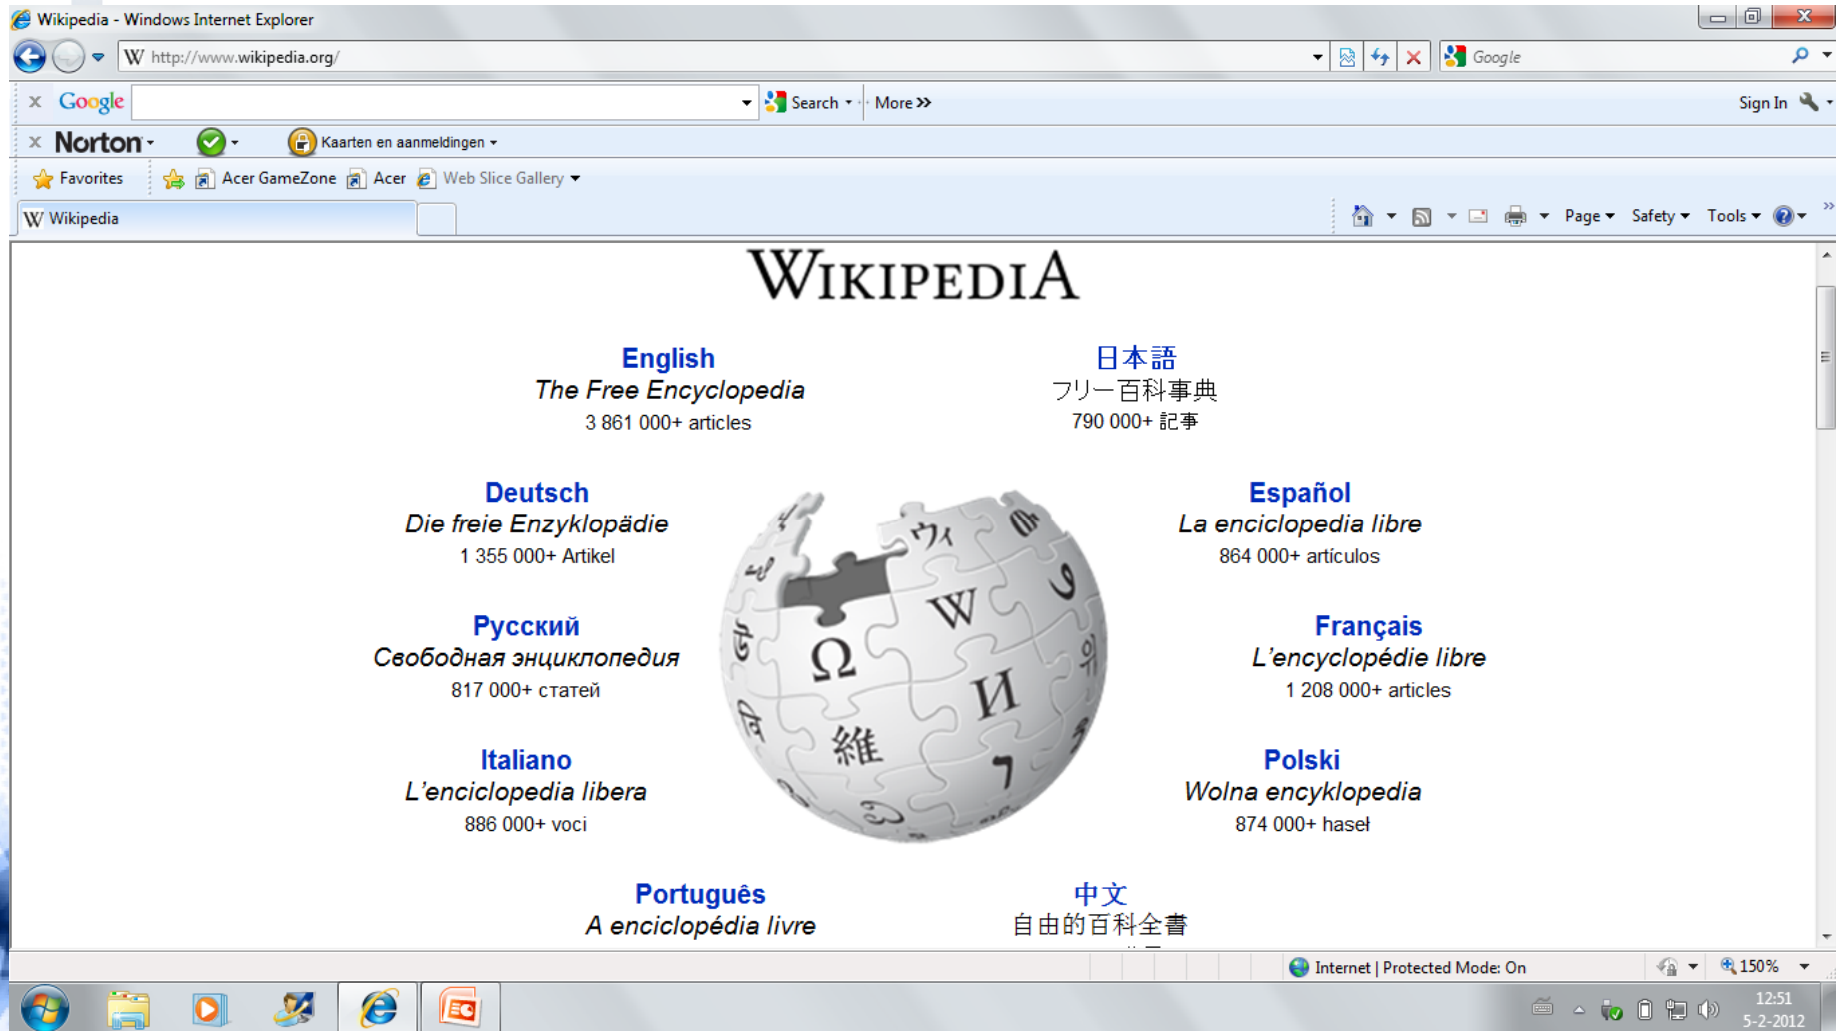 Wikipedia - Windows Internet Explorer
http://www.wikipedia.org/
Google
Google
Search
More
Sign In
Norton
Kaarten en aanmeldingen
Favorites
Acer GameZone
Acer
Web Slice Gallery
Wikipedia
Page
Safety
Tools
WIKIPEDIA
English
The Free Encyclopedia
3 861 000+ articles
日本語
フリー百科事典
790 000+ 記事
Deutsch
Die freie Enzyklopädie
1 355 000+ Artikel
Español
La enciclopedia libre
864 000+ artículos
Русский
Свободная энциклопедия
817 000+ статей
Français
L'encyclopédie libre
1 208 000+ articles
Italiano
L'enciclopedia libera
886 000+ voci
Polski
Wolna encyklopedia
874 000+ haseł
Português
A enciclopédia livre
中文
自由的百科全書
ウィ
W
Ω
И
維
Internet | Protected Mode: On
150%
12:51
5-2-2012